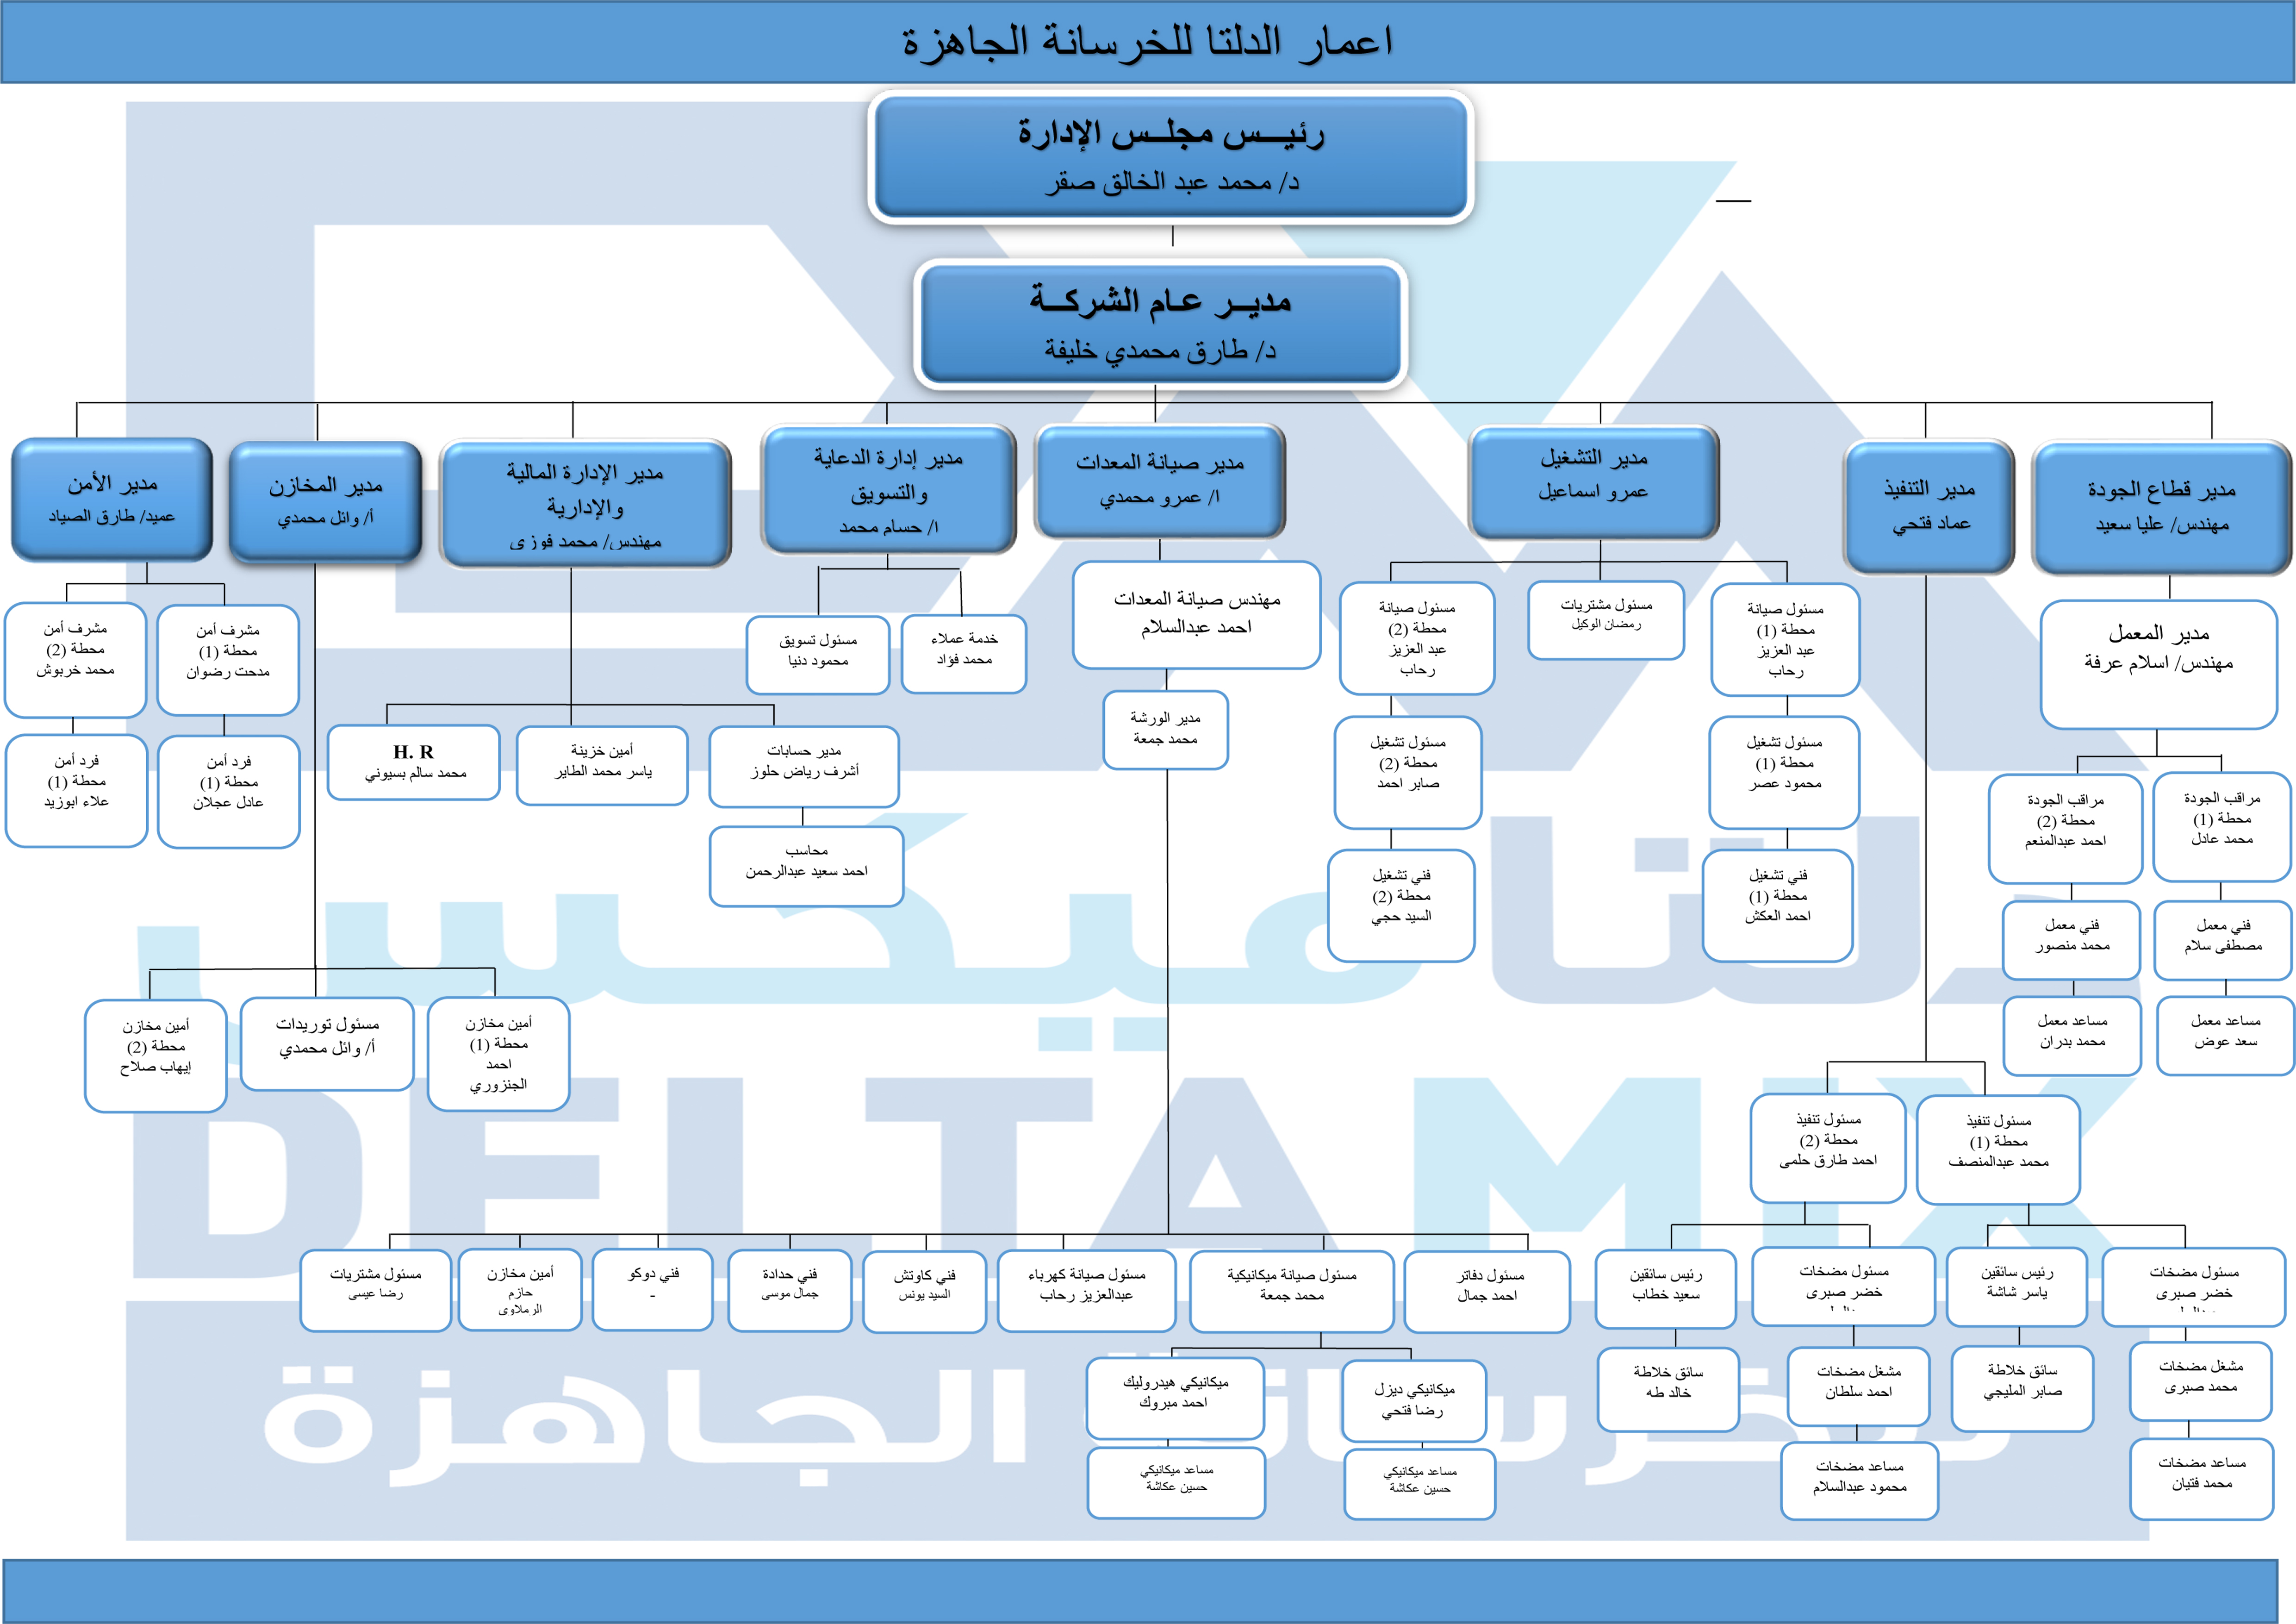 اعمار الدلتا للخرسانة الجاهزة
رئيـــس مجلــس الإدارة
د/ محمد عبد الخالق صقر
مديــر عـام الشركــة
د/ طارق محمدي خليفة
مدير قطاع الجودة
مهندس/ عليا سعيد
مدير التنفيذ
عماد فتحي
مدير التشغيل
عمرو اسماعيل
مدير صيانة المعدات
ا/ عمرو محمدي
مدير إدارة الدعاية
والتسويق
ا/ حسام محمد
مدير الإدارة المالية
والإدارية
مهندس/ محمد فوزي
مدير المخازن
أ/ وائل محمدي
مدير الأمن
عميد/ طارق الصياد
مدير المعمل
مهندس/ اسلام عرفة
مسئول صيانة
محطة (1)
عبد العزيز
رحاب
مسئول مشتريات
رمضان الوكيل
مسئول صيانة
محطة (2)
عبد العزيز
رحاب
مهندس صيانة المعدات
احمد عبدالسلام
خدمة عملاء
محمد فؤاد
مسئول تسويق
محمود دنيا
مشرف أمن
محطة (1)
مدحت رضوان
مشرف أمن
محطة (2)
محمد خربوش
مسئول تشغيل
محطة (1)
محمود عصر
مسئول تشغيل
محطة (2)
صابر احمد
مدير الورشة
محمد جمعة
مدير حسابات
أشرف رياض حلوز
أمين خزينة
ياسر محمد الطاير
H. R
محمد سالم بسيوني
فرد أمن
محطة (1)
عادل عجلان
فرد أمن
محطة (1)
علاء ابوزيد
مراقب الجودة
محطة (1)
محمد عادل
مراقب الجودة
محطة (2)
احمد عبدالمنعم
فني تشغيل
محطة (1)
احمد العكش
فني تشغيل
محطة (2)
السيد حجي
محاسب
احمد سعيد عبدالرحمن
فني معمل
مصطفى سلام
فني معمل
محمد منصور
مساعد معمل
سعد عوض
مساعد معمل
محمد بدران
أمين مخازن
محطة (1)
احمد
الجنزوري
مسئول توريدات
أ/ وائل محمدي
أمين مخازن
محطة (2)
إيهاب صلاح
مسئول تنفيذ
محطة (1)
محمد عبدالمنصف
مسئول تنفيذ
محطة (2)
احمد طارق حلمى
مسئول مضخات
خضر صبرى
رئيس سائقين
ياسر شاشة
مسئول مضخات
خضر صبرى
رئيس سائقين
سعيد خطاب
مسئول دفاتر
احمد جمال
مسئول صيانة ميكانيكية
محمد جمعة
مسئول صيانة كهرباء
عبدالعزيز رحاب
فني كاوتش
السيد يونس
فني حدادة
جمال موسى
فني دوكو
-
أمين مخازن
حازم
الرملاوى
مسئول مشتريات
رضا عيسى
مشغل مضخات
محمد صبرى
سائق خلاطة
صابر المليجي
مشغل مضخات
احمد سلطان
سائق خلاطة
خالد طه
ميكانيكي ديزل
رضا فتحي
ميكانيكي هيدروليك
احمد مبروك
مساعد مضخات
محمد فتيان
مساعد مضخات
محمود عبدالسلام
مساعد ميكانيكي
حسين عكاشة
مساعد ميكانيكي
حسين عكاشة
دلتا ميكس
DELTA MIX
للخرسانة الجاهزة